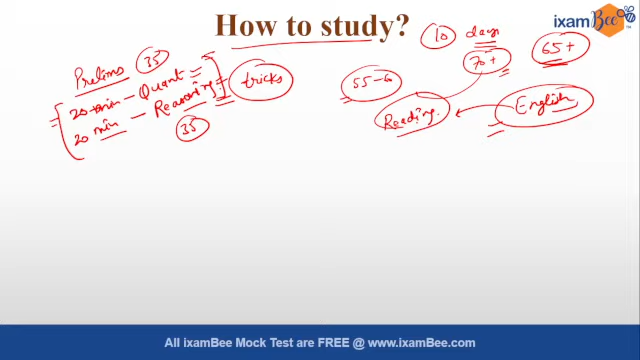 ixamBee
How to study?
10 days
65+
Prelims 35
70+
20 min - Quant
tricks
55-6
English
20 min - Reasoning
Reading
35
All ixamBee Mock Test are FREE @ www.ixamBee.com